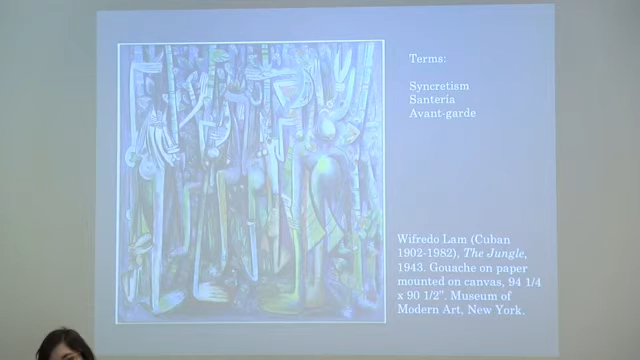 Terms:
Syncretism
Santería
Avant-garde
Wifredo Lam (Cuban
1902-1982), The Jungle,
1943. Gouache on paper
mounted on canvas, 94 1/4
x 90 1/2". Museum of
Modern Art, New York.